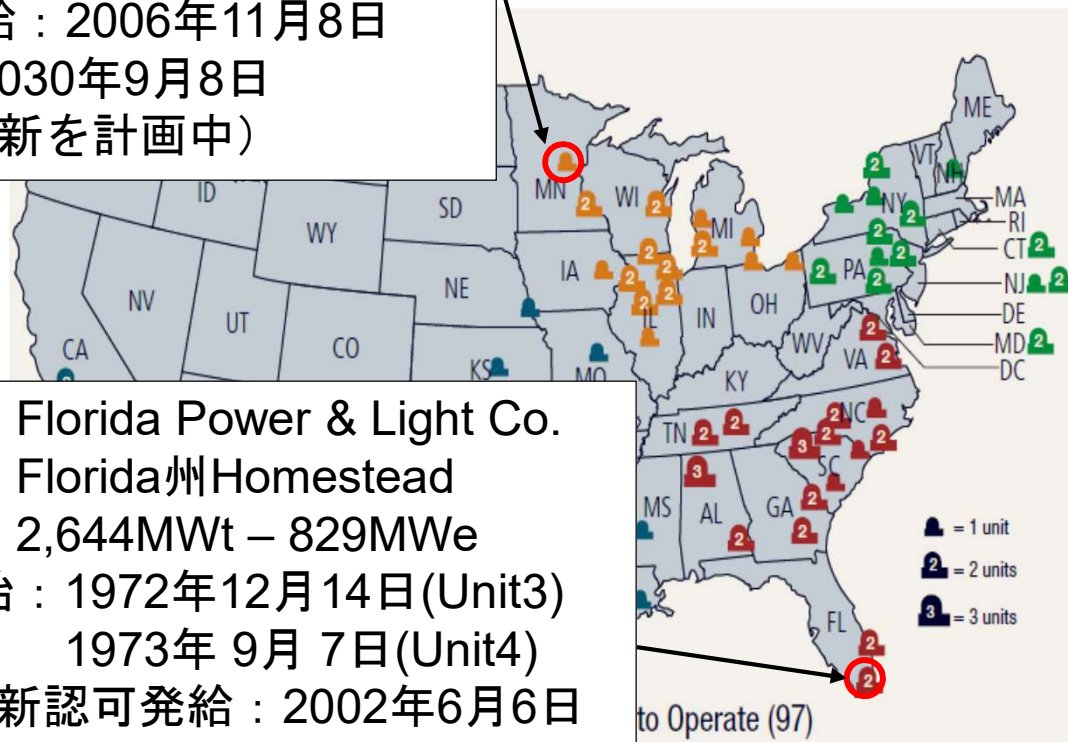 給：2006年11月8日
030年9月8日
新を計画中）
ME
VT
NH
ID
MN
WI
NY
MA
RI
SD
WY
MI
CT 2
IA
PA
NJ 2
NE
NV
OH
DE
UT
IL
IN
MD 2
CO
WV
CA
VA
DC
KS
MO
KY
Florida Power & Light Co.
TN
NC
Florida州Homestead
SC
2,644MWt – 829MWe
MS
AL
GA
= 1 unit
2 = 2 units
始：1972年12月14日(Unit3)
3 = 3 units
1973年 9月 7日(Unit4)
FL
新認可発給：2002年6月6日
to Operate (97)